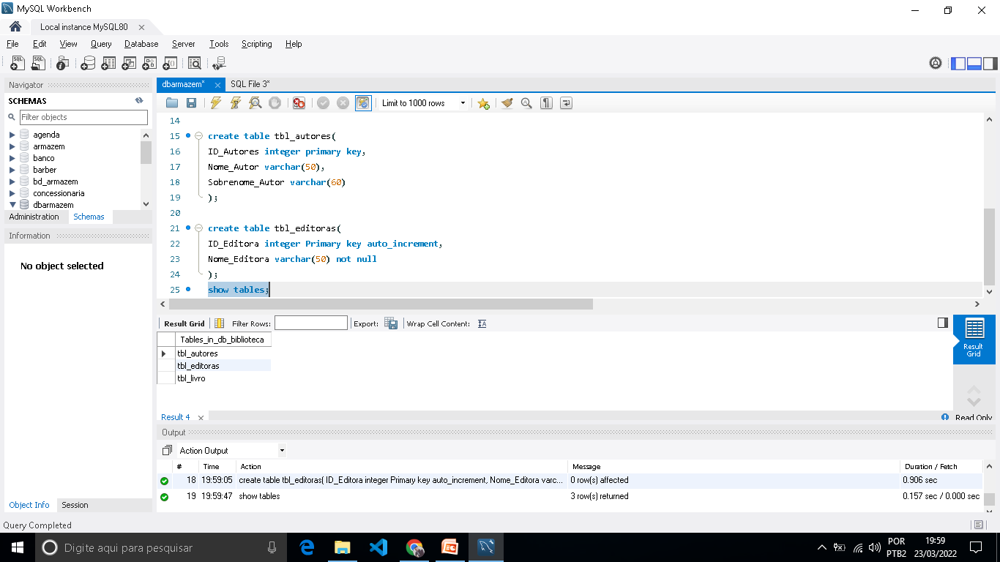 MySQL Workbench
Local instance MySQL80
File Edit View Query Database Server Tools Scripting Help
Navigator
SCHEMAS
Filter objects
agenda
armazem
banco
barber
bd_armazem
concessionaria
dbarmazem
Administration Schemas
Information
No object selected
Object Info Session
dbarmazem* SQL File 3*
Limit to 1000 rows
14
15 create table tbl_autores(
16 ID_Autores integer primary key,
17 Nome_Autor varchar(50),
18 Sobrenome_Autor varchar(60)
19 );
20
21 create table tbl_editoras(
22 ID_Editora integer Primary key auto_increment,
23 Nome_Editora varchar(50) not null
24 );
25 show tables;
Result Grid Filter Rows: Export: Wrap Cell Content:
Tables_in_db_biblioteca
tbl_autores
tbl_editoras
tbl_livro
Result Grid
Result 4 Read Only
Output
Action Output
# Time Action Message Duration / Fetch
18 19:59:05 create table tbl_editoras( ID_Editora integer Primary key auto_increment, Nome_Editora varc... 0 row(s) affected 0.906 sec
19 19:59:47 show tables 3 row(s) returned 0.157 sec / 0.000 sec
Query Completed
Digite aqui para pesquisar
POR 19:59
PTB2 23/03/2022